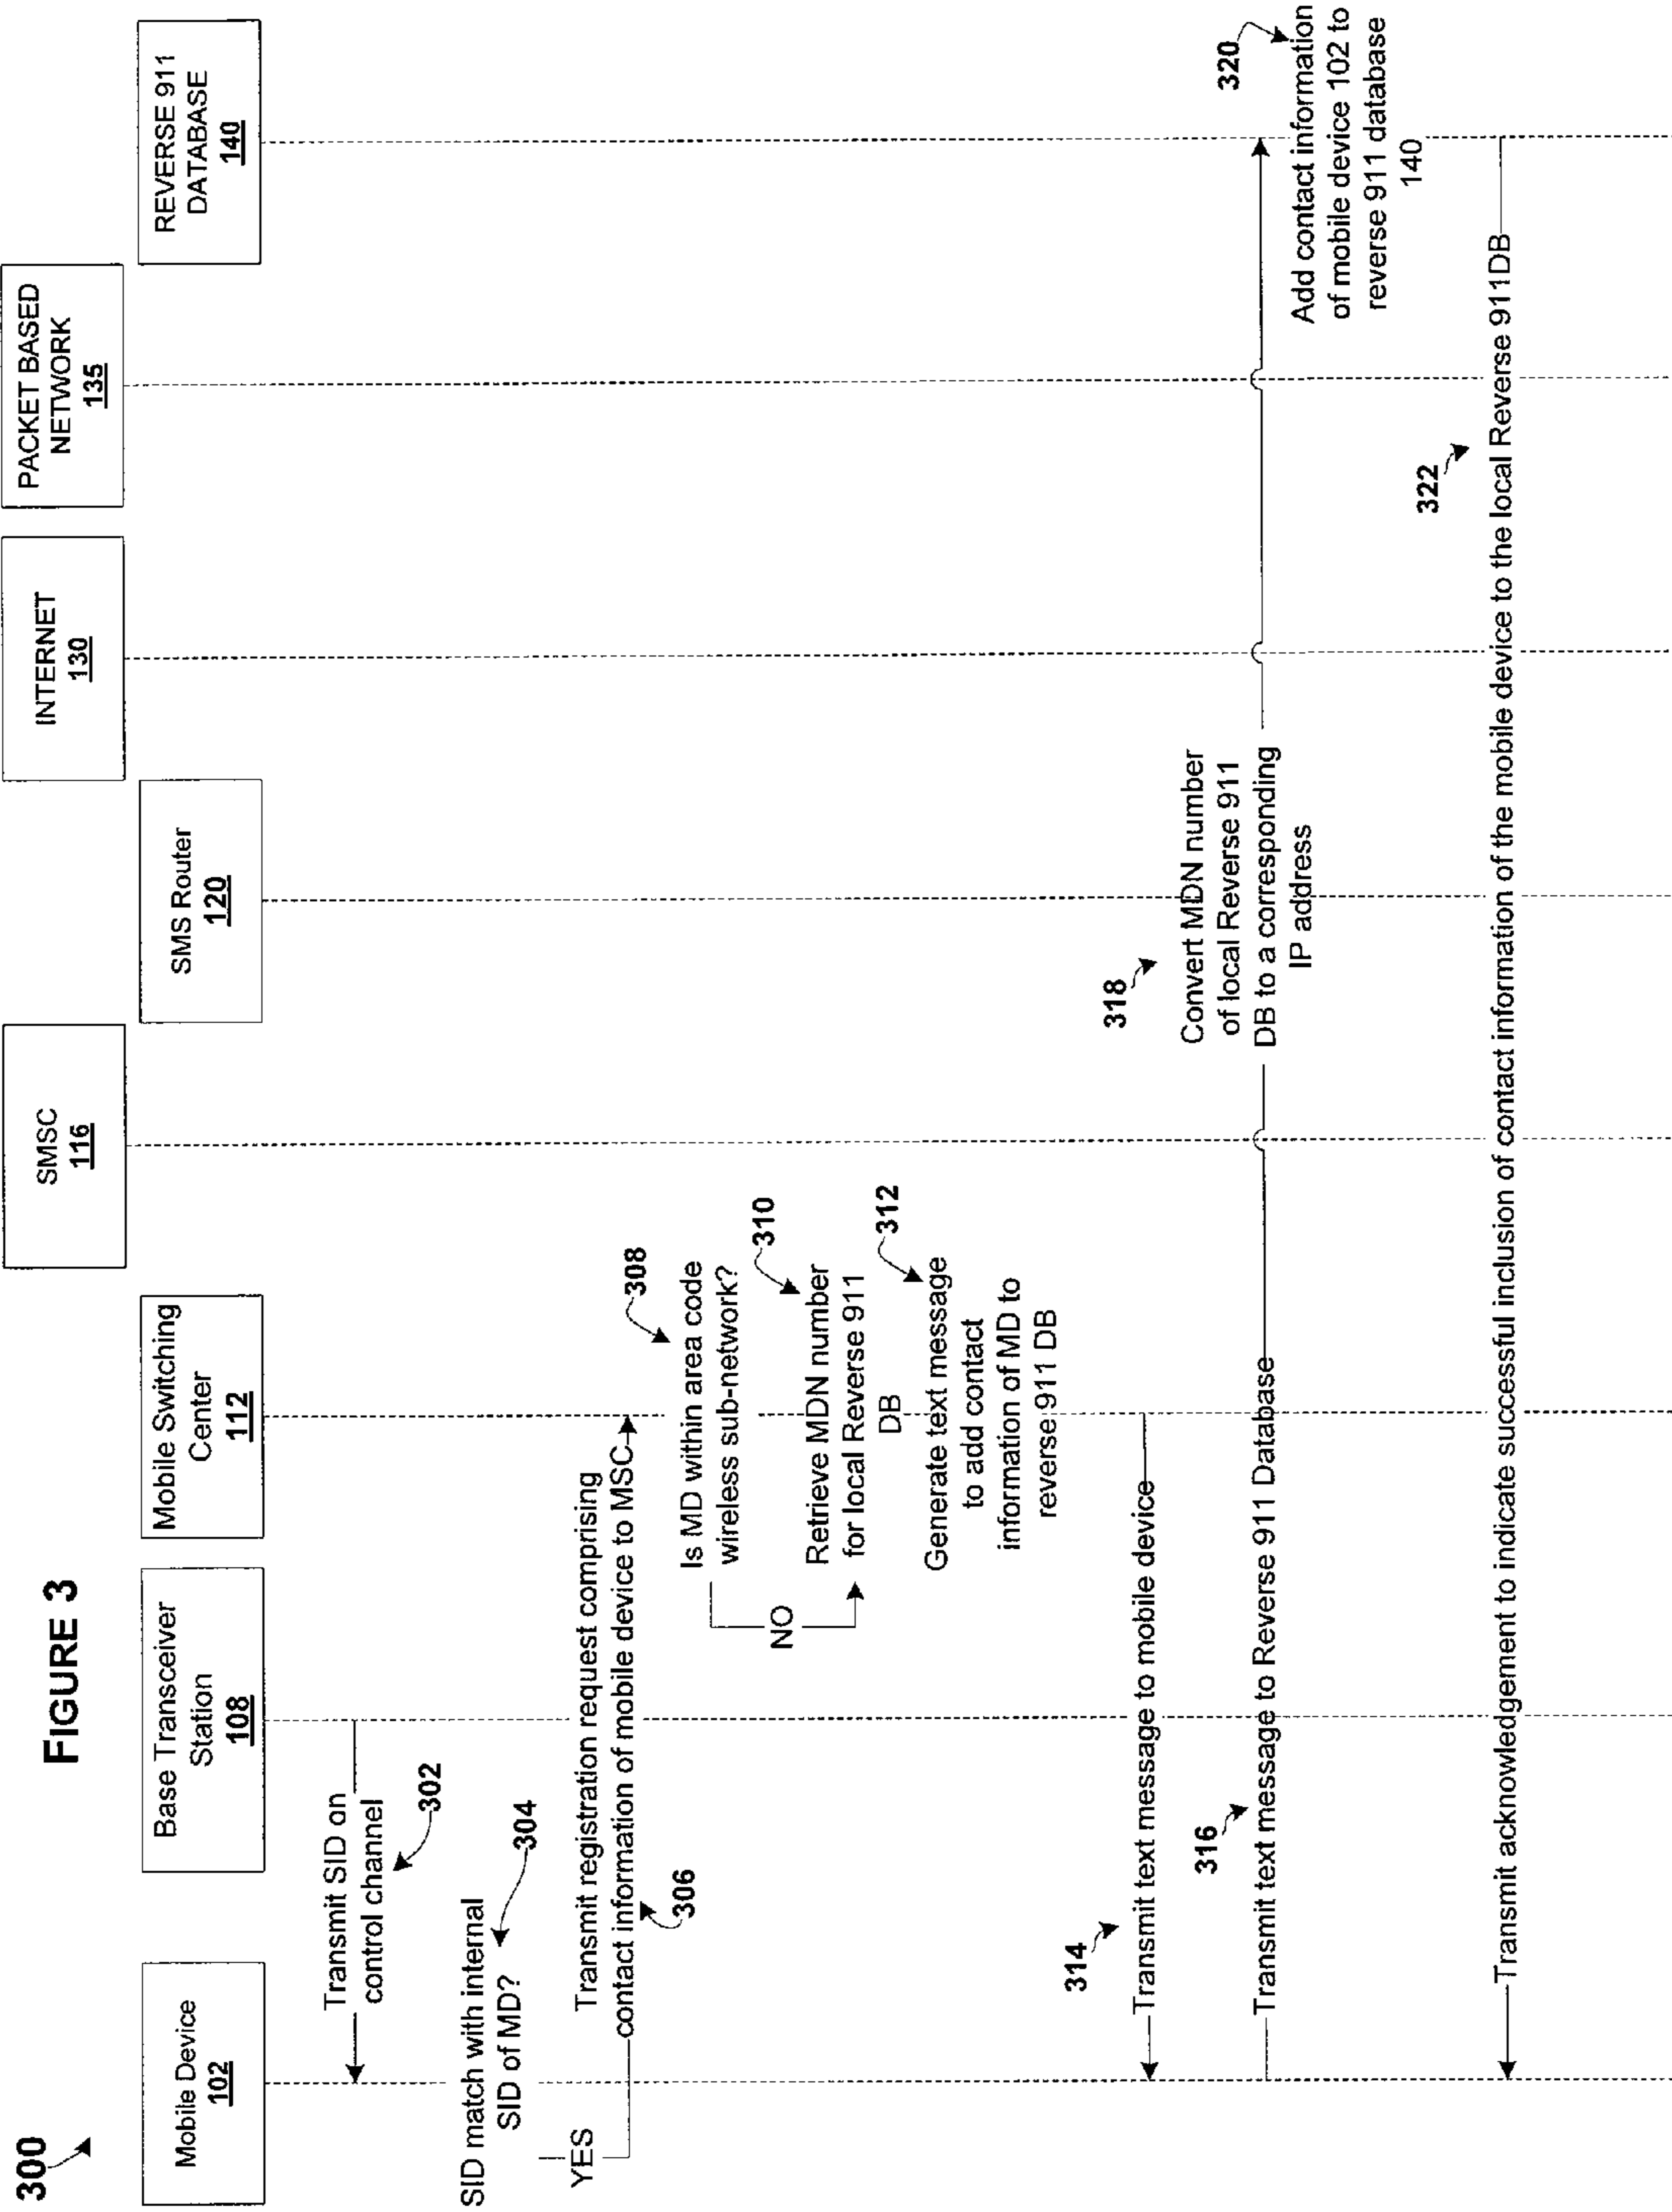 300
FIGURE 3
Mobile Device
102
Base Transceiver
Station
108
Mobile Switching
Center
112
SMSC
116
SMS Router
120
INTERNET
130
PACKET BASED
NETWORK
135
REVERSE 911
DATABASE
140
Transmit SID on
control channel
302
SID match with internal
SID of MD?
304
YES
Transmit registration request comprising
contact information of mobile device to MSC
306
Is MD within area code
wireless sub-network?
308
NO
Retrieve MDN number
for local Reverse 911
DB
310
Generate text message
to add contact
information of MD to
reverse 911 DB
312
314
Transmit text message to mobile device
316
Transmit text message to Reverse 911 Database
318
Convert MDN number
of local Reverse 911
DB to a corresponding
IP address
320
Add contact information
of mobile device 102 to
reverse 911 database
140
322
Transmit acknowledgement to indicate successful inclusion of contact information of the mobile device to the local Reverse 911DB